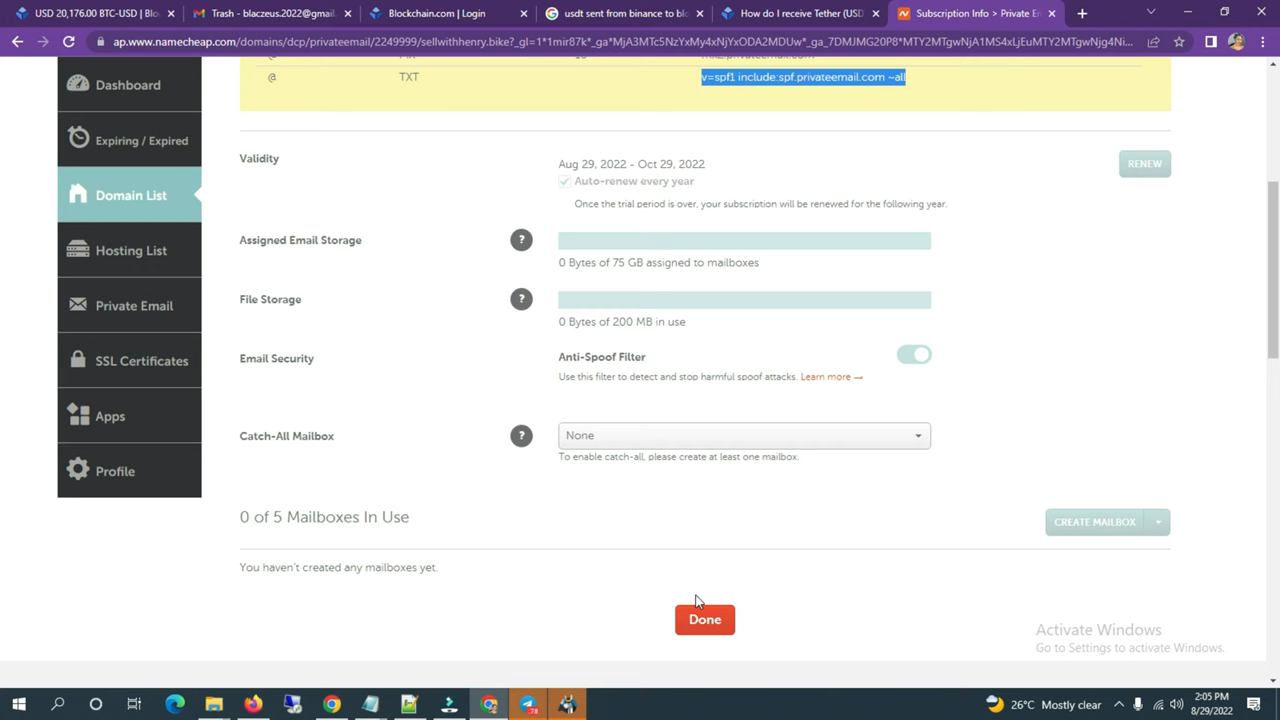 USD 20,176.00 BTC-USD | Blockc
Trash - blaczeus.2022@gmail.
Blockchain.com | Login
usdt sent from binance to blo
How do I receive Tether (USD
Subscription Info > Private Em
ap.www.namecheap.com/domains/dcp/privateemail/2249999/sellwithhenry.bike?_gl=1*1mir87k*_ga*MjA3MTc5NzYxMy4xNjYxODA2MDUw*_ga_7DMJMG20P8*MTY2MTgwNjA1MS4xLjEuMTY2MTgwNjg4Ni...
@ TXT v=spf1 include:spf.privateemail.com ~all
Dashboard
Expiring / Expired
Domain List
Hosting List
Private Email
SSL Certificates
Apps
Profile
Validity
Aug 29, 2022 - Oct 29, 2022
RENEW
Auto-renew every year
Once the trial period is over, your subscription will be renewed for the following year.
Assigned Email Storage ?
0 Bytes of 75 GB assigned to mailboxes
File Storage ?
0 Bytes of 200 MB in use
Email Security
Anti-Spoof Filter
Use this filter to detect and stop harmful spoof attacks. Learn more
Catch-All Mailbox ? None
To enable catch-all, please create at least one mailbox.
0 of 5 Mailboxes In Use
CREATE MAILBOX
You haven't created any mailboxes yet.
Done
Activate Windows
Go to Settings to activate Windows.
26°C Mostly clear
2:05 PM
8/29/2022